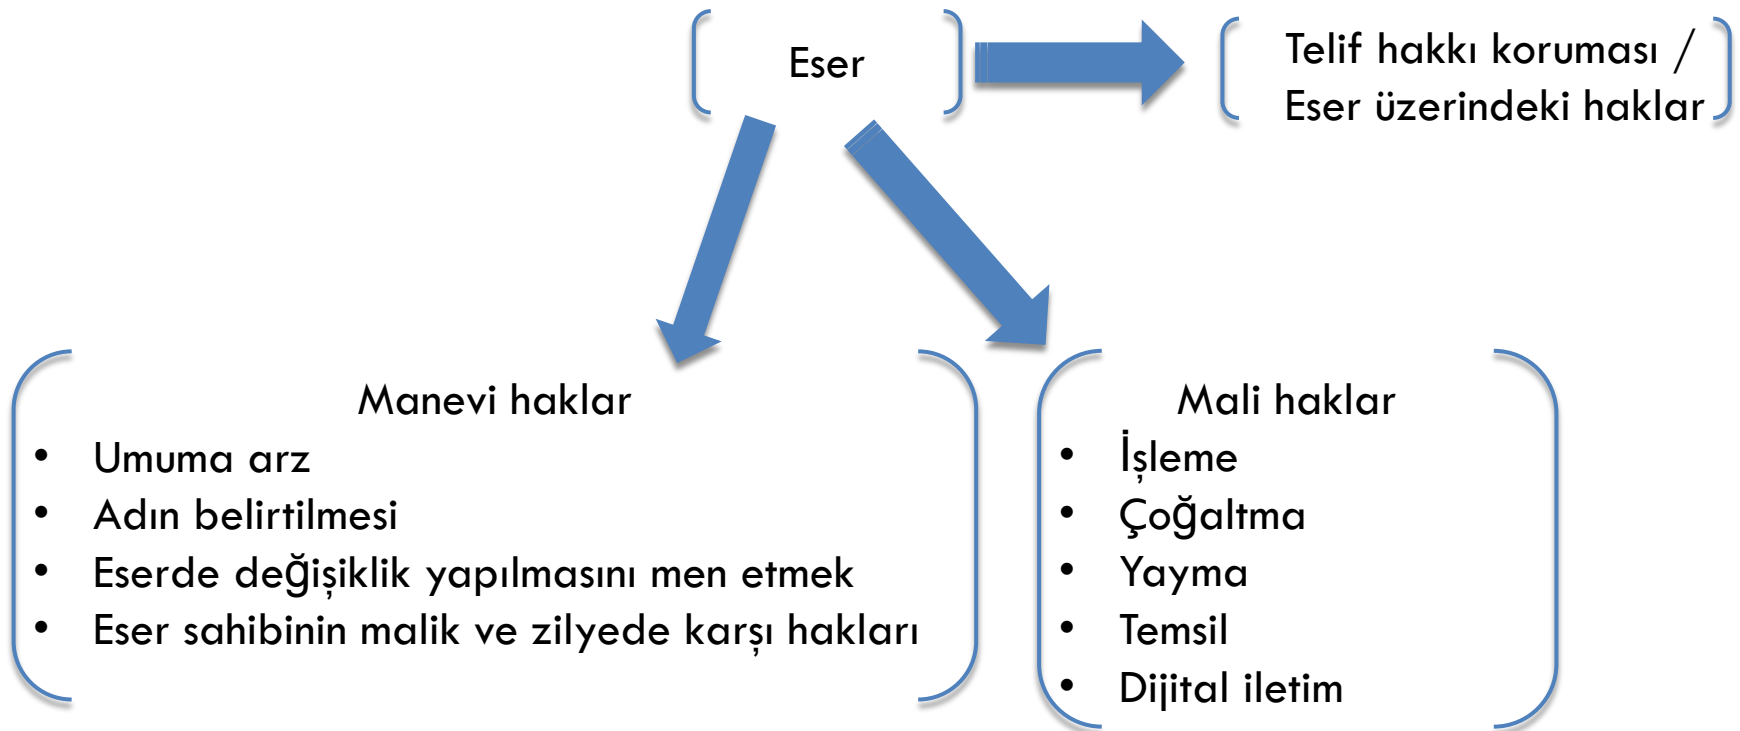 Eser
Telif hakkı koruması /
Eser üzerindeki haklar
Manevi haklar
• Umuma arz
• Adın belirtilmesi
• Eserde değişiklik yapılmasını men etmek
• Eser sahibinin malik ve zilyede karşı hakları
Mali haklar
• İşleme
• Çoğaltma
• Yayma
• Temsil
• Dijital iletim